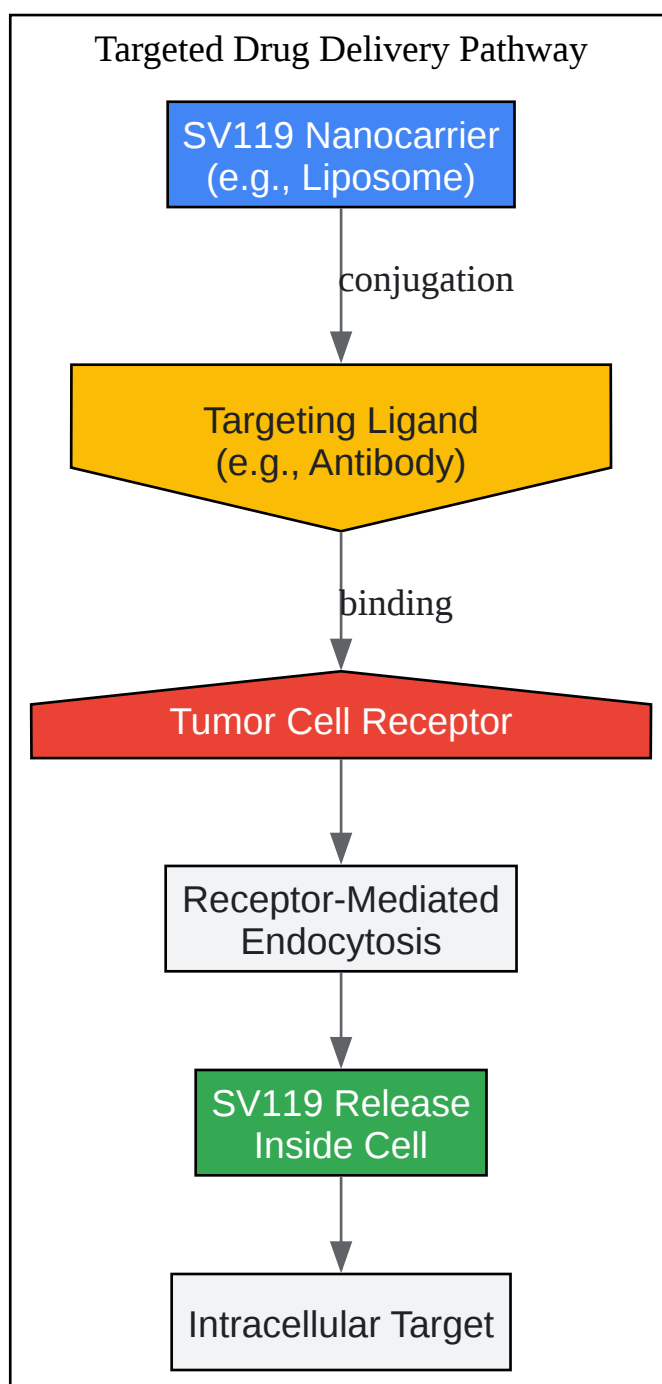 Targeted Drug Delivery Pathway
SV119 Nanocarrier
(e.g., Liposome)
conjugation
Targeting Ligand
(e.g., Antibody)
binding
Tumor Cell Receptor
Receptor-Mediated
Endocytosis
SV119 Release
Inside Cell
Intracellular Target